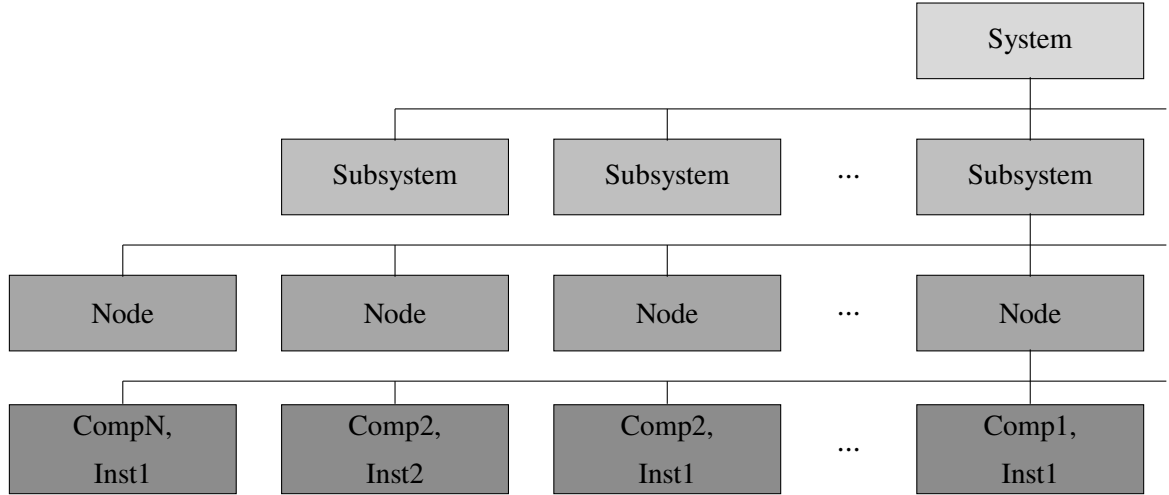 System
Subsystem
Subsystem
...
Subsystem
Node
Node
Node
...
Node
CompN,
Inst1
Comp2,
Inst2
Comp2,
Inst1
...
Comp1,
Inst1